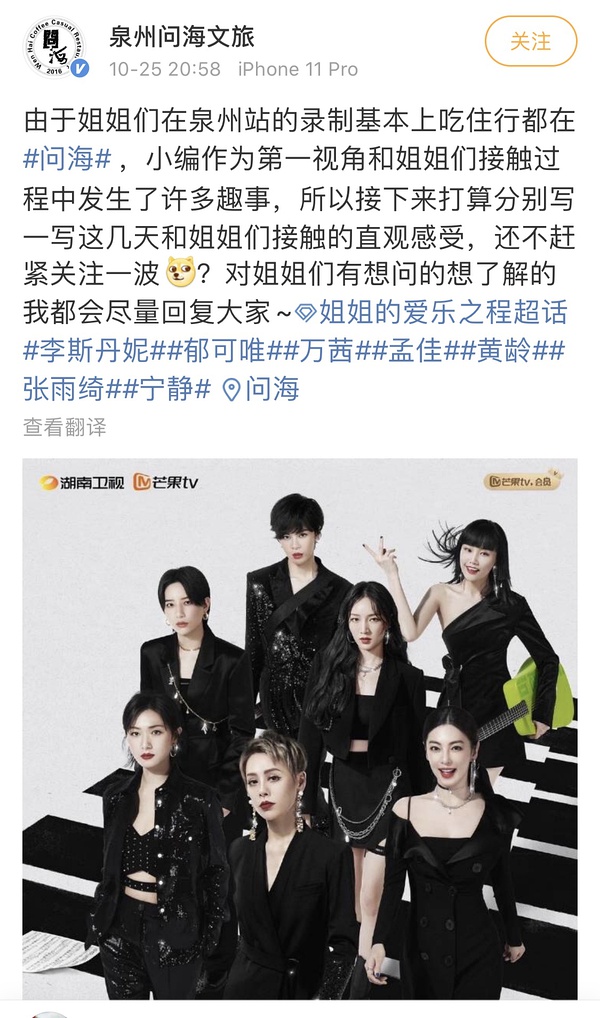 泉州问海文旅
关注
10-25 20:58 iPhone 11 Pro
Wen Hai Coffee Casual Restau
問海
2016
由于姐姐们在泉州站的录制基本上吃住行都在
#问海# ，小编作为第一视角和姐姐们接触过
程中发生了许多趣事，所以接下来打算分别写
一写这几天和姐姐们接触的直观感受，还不赶
紧关注一波？对姐姐们有想问的想了解的
我都会尽量回复大家～姐姐的爱乐之程超话
#李斯丹妮##郁可唯##万茜##孟佳##黄龄##
张雨绮##宁静# 问海
查看翻译
湖南卫视 芒果tv
芒果tv.会员